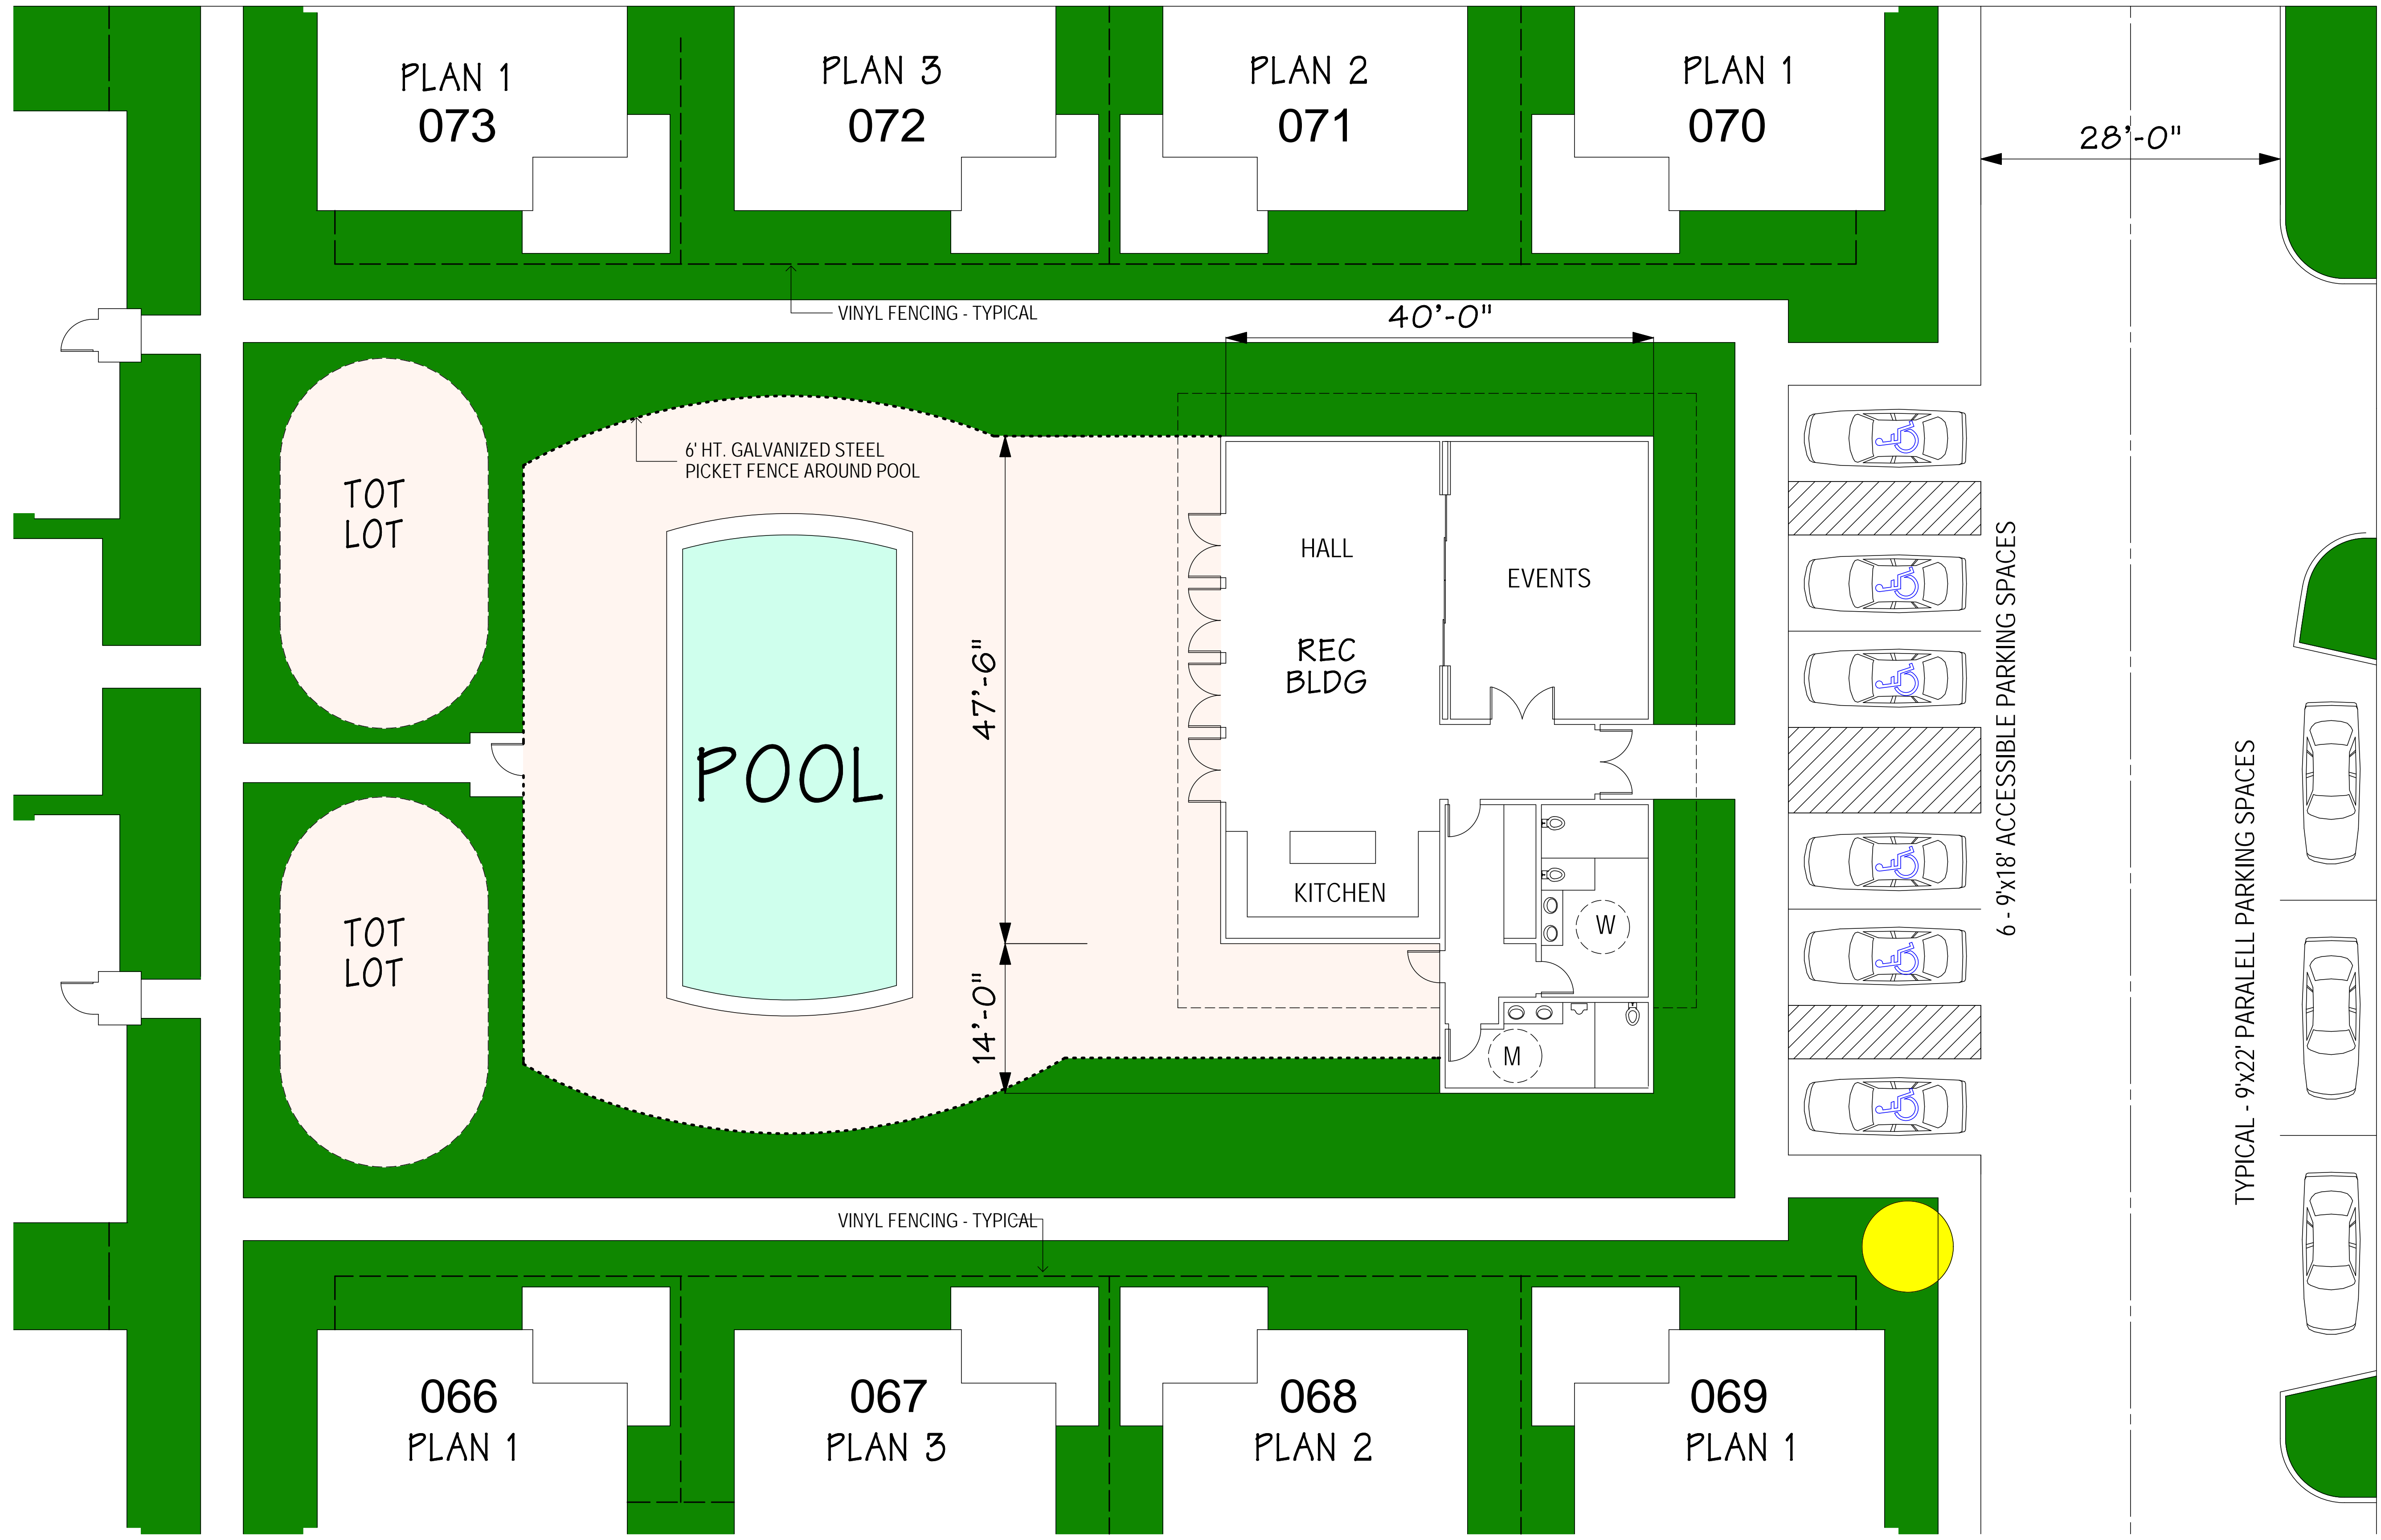 PLAN 1
073
PLAN 3
072
PLAN 2
071
PLAN 1
070
28'-0"
VINYL FENCING - TYPICAL
40'-0"
6' HT. GALVANIZED STEEL
PICKET FENCE AROUND POOL
TOT
LOT
HALL
EVENTS
REC
BLDG
47'-6"
POOL
KITCHEN
W
M
14'-0"
TOT
LOT
6 - 9'x18' ACCESSIBLE PARKING SPACES
TYPICAL - 9'x22' PARALELL PARKING SPACES
VINYL FENCING - TYPICAL
066
PLAN 1
067
PLAN 3
068
PLAN 2
069
PLAN 1